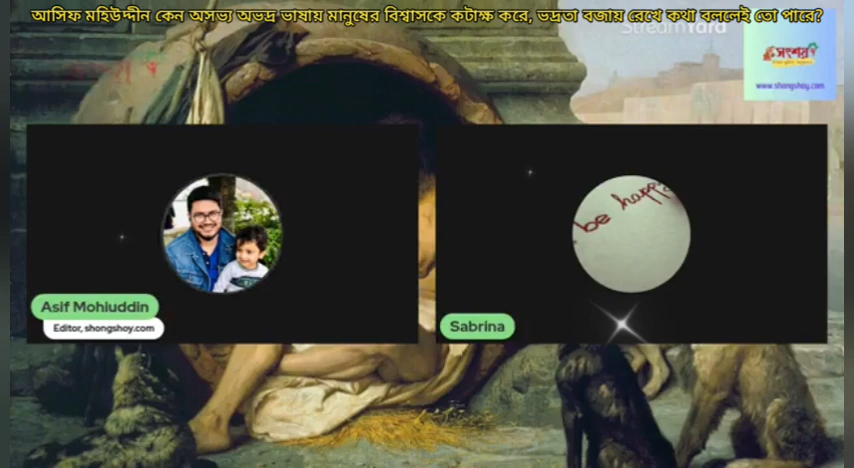 আসিফ মহিউদ্দীন কেন অসভ্য অভদ্র ভাষায় মানুষের বিশ্বাসকে কটাক্ষ করে, ভদ্রতা বজায় রেখে কথা বললেই তো পারে?
StreamYard
সংশয়
www.shongshoy.com
be happy
Asif Mohiuddin
Editor, shongshoy.com
Sabrina